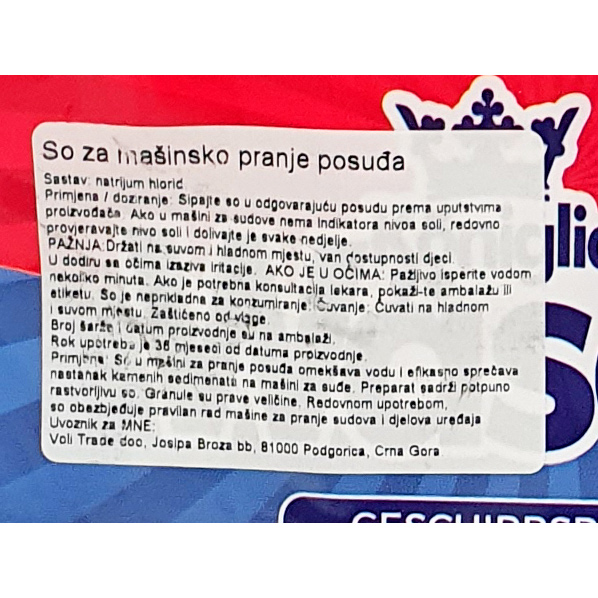 So za mašinsko pranje posuđa
Sastav: natrijum hlorid
Primjena / doziranje: Sipajte so u odgovarajuću posudu prema uputstvima
proizvođača. Ako u mašini za sudove nema indikatora nivoa soli, redovno
provjeravajte nivo soli i dolivajte je svake nedjelje.
PAŽNJA:Držati na suvom i hladnom mjestu, van dostupnosti djeci.
U dodiru sa očima izaziva iritacije. AKO JE U OČIMA: Pažljivo isperite vodom
nekoliko minuta. Ako je potrebna konsultacija lekara, pokaži-te ambalažu ili
etiketu. So je neprikladna za konzumiranje. Čuvanje: Čuvati na hladnom
i suvom mjestu. Zaštićeno od vlage.
Broj šarže i datum proizvodnje su na ambalaži.
Rok upotrebe je 36 mjeseci od datuma proizvodnje.
Primjena: So u mašini za pranje posuđa omekšava vodu i efikasno sprečava
nastanak kamenih sedimenata na mašini za suđe. Preparat sadrži potpuno
rastvorljivu so. Granule su prave veličine. Redovnom upotrebom,
so obezbjeđuje pravilan rad mašine za pranje sudova i djelova uređaja
Uvoznik za MNE:
Voli Trade doo, Josipa Broza bb, 81000 Podgorica, Crna Gora